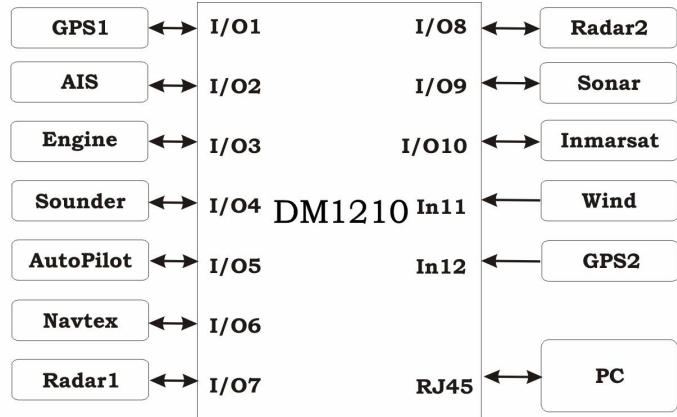 GPS1 I/O1 I/O8 Radar2
AIS I/O2 I/O9 Sonar
Engine I/O3 I/O10 Inmarsat
Sounder I/O4 DM1210 In11 Wind
AutoPilot I/O5 In12 GPS2
Navtex I/O6
Radar1 I/O7 RJ45 PC